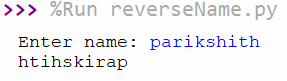 >>> %Run reverseName.py
Enter name: parikshith
htihskirap